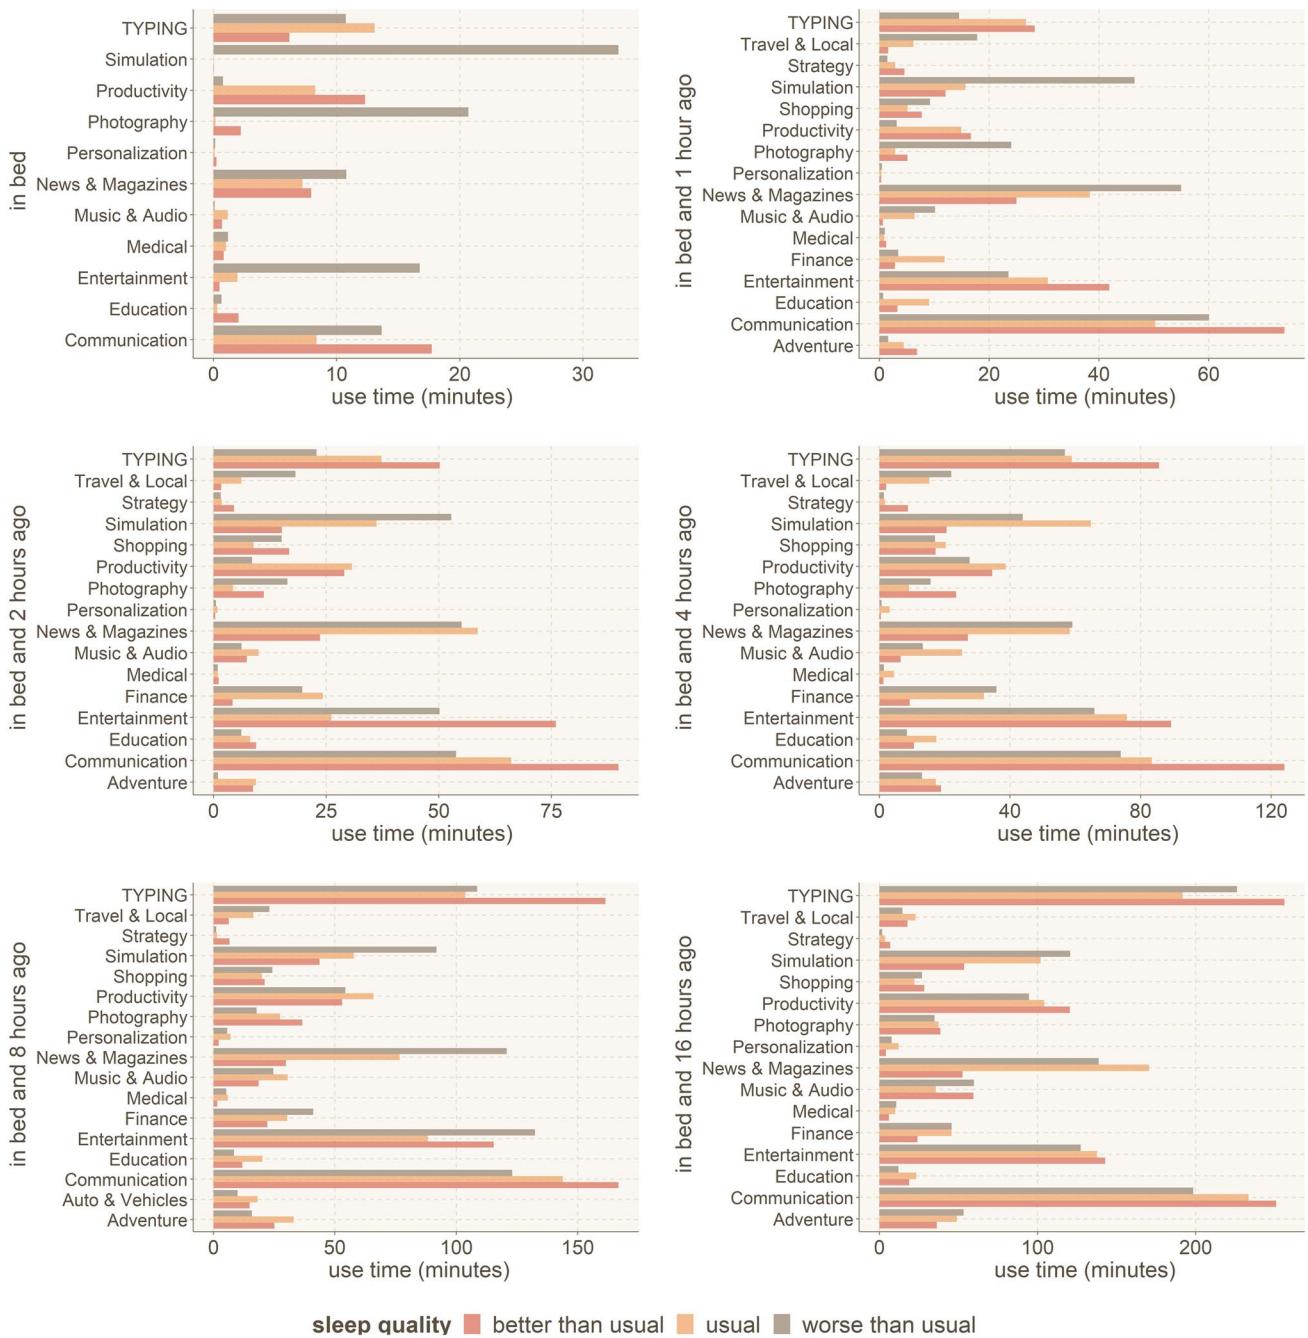 in bed
TYPING
Simulation
Productivity
Photography
Personalization
News & Magazines
Music & Audio
Medical
Entertainment
Education
Communication
0 10 20 30
use time (minutes)
in bed and 1 hour ago
TYPING
Travel & Local
Strategy
Simulation
Shopping
Productivity
Photography
Personalization
News & Magazines
Music & Audio
Medical
Finance
Entertainment
Education
Communication
Adventure
0 20 40 60
use time (minutes)
in bed and 2 hours ago
TYPING
Travel & Local
Strategy
Simulation
Shopping
Productivity
Photography
Personalization
News & Magazines
Music & Audio
Medical
Finance
Entertainment
Education
Communication
Adventure
0 25 50 75
use time (minutes)
in bed and 4 hours ago
TYPING
Travel & Local
Strategy
Simulation
Shopping
Productivity
Photography
Personalization
News & Magazines
Music & Audio
Medical
Finance
Entertainment
Education
Communication
Adventure
0 40 80 120
use time (minutes)
in bed and 8 hours ago
TYPING
Travel & Local
Strategy
Simulation
Shopping
Productivity
Photography
Personalization
News & Magazines
Music & Audio
Medical
Finance
Entertainment
Education
Communication
Auto & Vehicles
Adventure
0 50 100 150
use time (minutes)
in bed and 16 hours ago
TYPING
Travel & Local
Strategy
Simulation
Shopping
Productivity
Photography
Personalization
News & Magazines
Music & Audio
Medical
Finance
Entertainment
Education
Communication
Adventure
0 100 200
use time (minutes)
sleep quality better than usual usual worse than usual